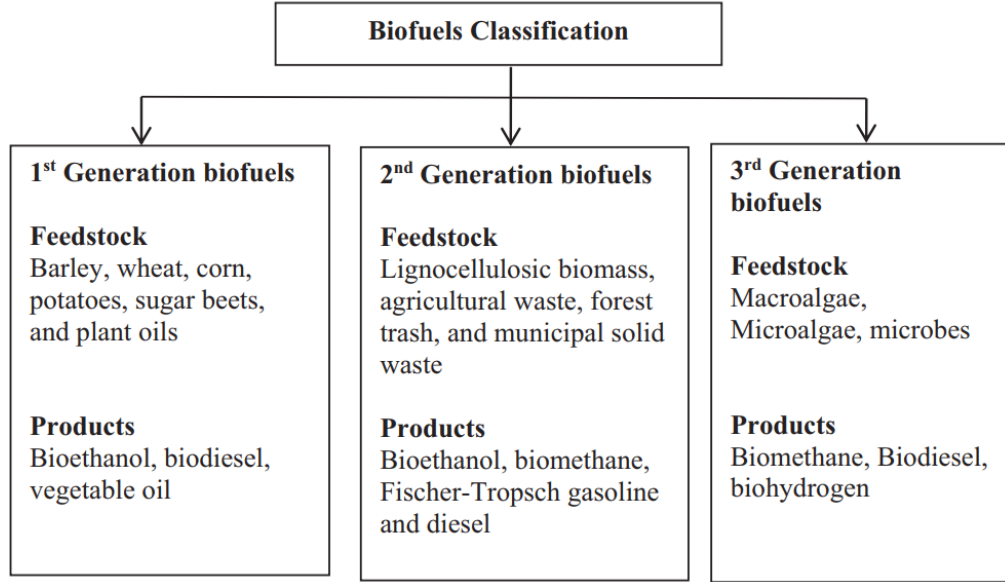 Biofuels Classification
1st Generation biofuels
Feedstock
Barley, wheat, corn,
potatoes, sugar beets,
and plant oils
Products
Bioethanol, biodiesel,
vegetable oil
2nd Generation biofuels
Feedstock
Lignocellulosic biomass,
agricultural waste, forest
trash, and municipal solid
waste
Products
Bioethanol, biomethane,
Fischer-Tropsch gasoline
and diesel
3rd Generation
biofuels
Feedstock
Macroalgae,
Microalgae, microbes
Products
Biomethane, Biodiesel,
biohydrogen